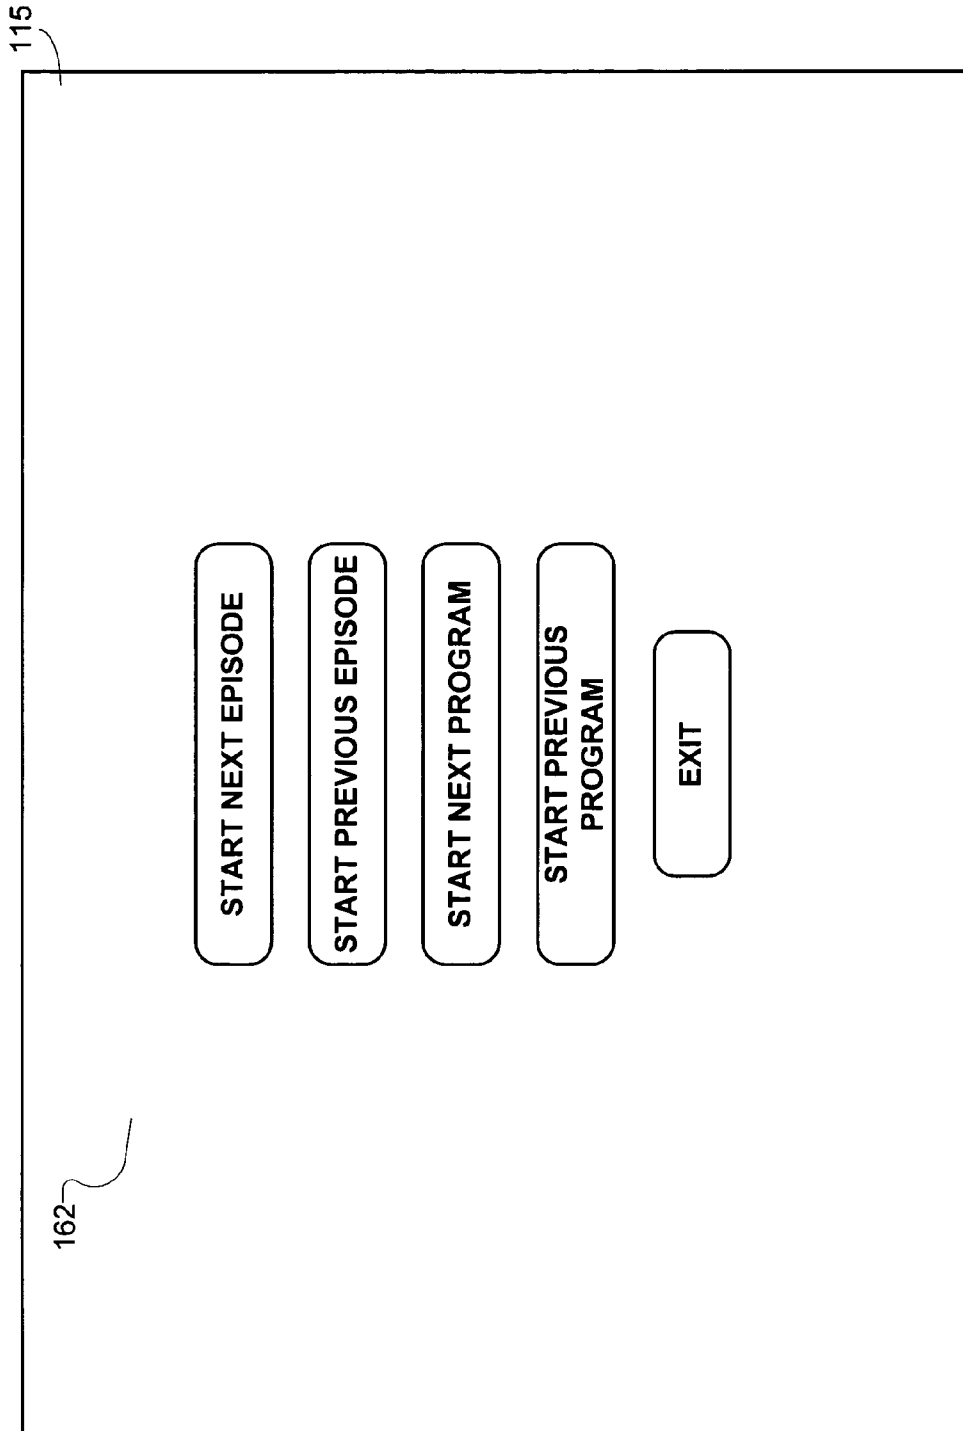 115
162
START NEXT EPISODE
START PREVIOUS EPISODE
START NEXT PROGRAM
START PREVIOUS
PROGRAM
EXIT